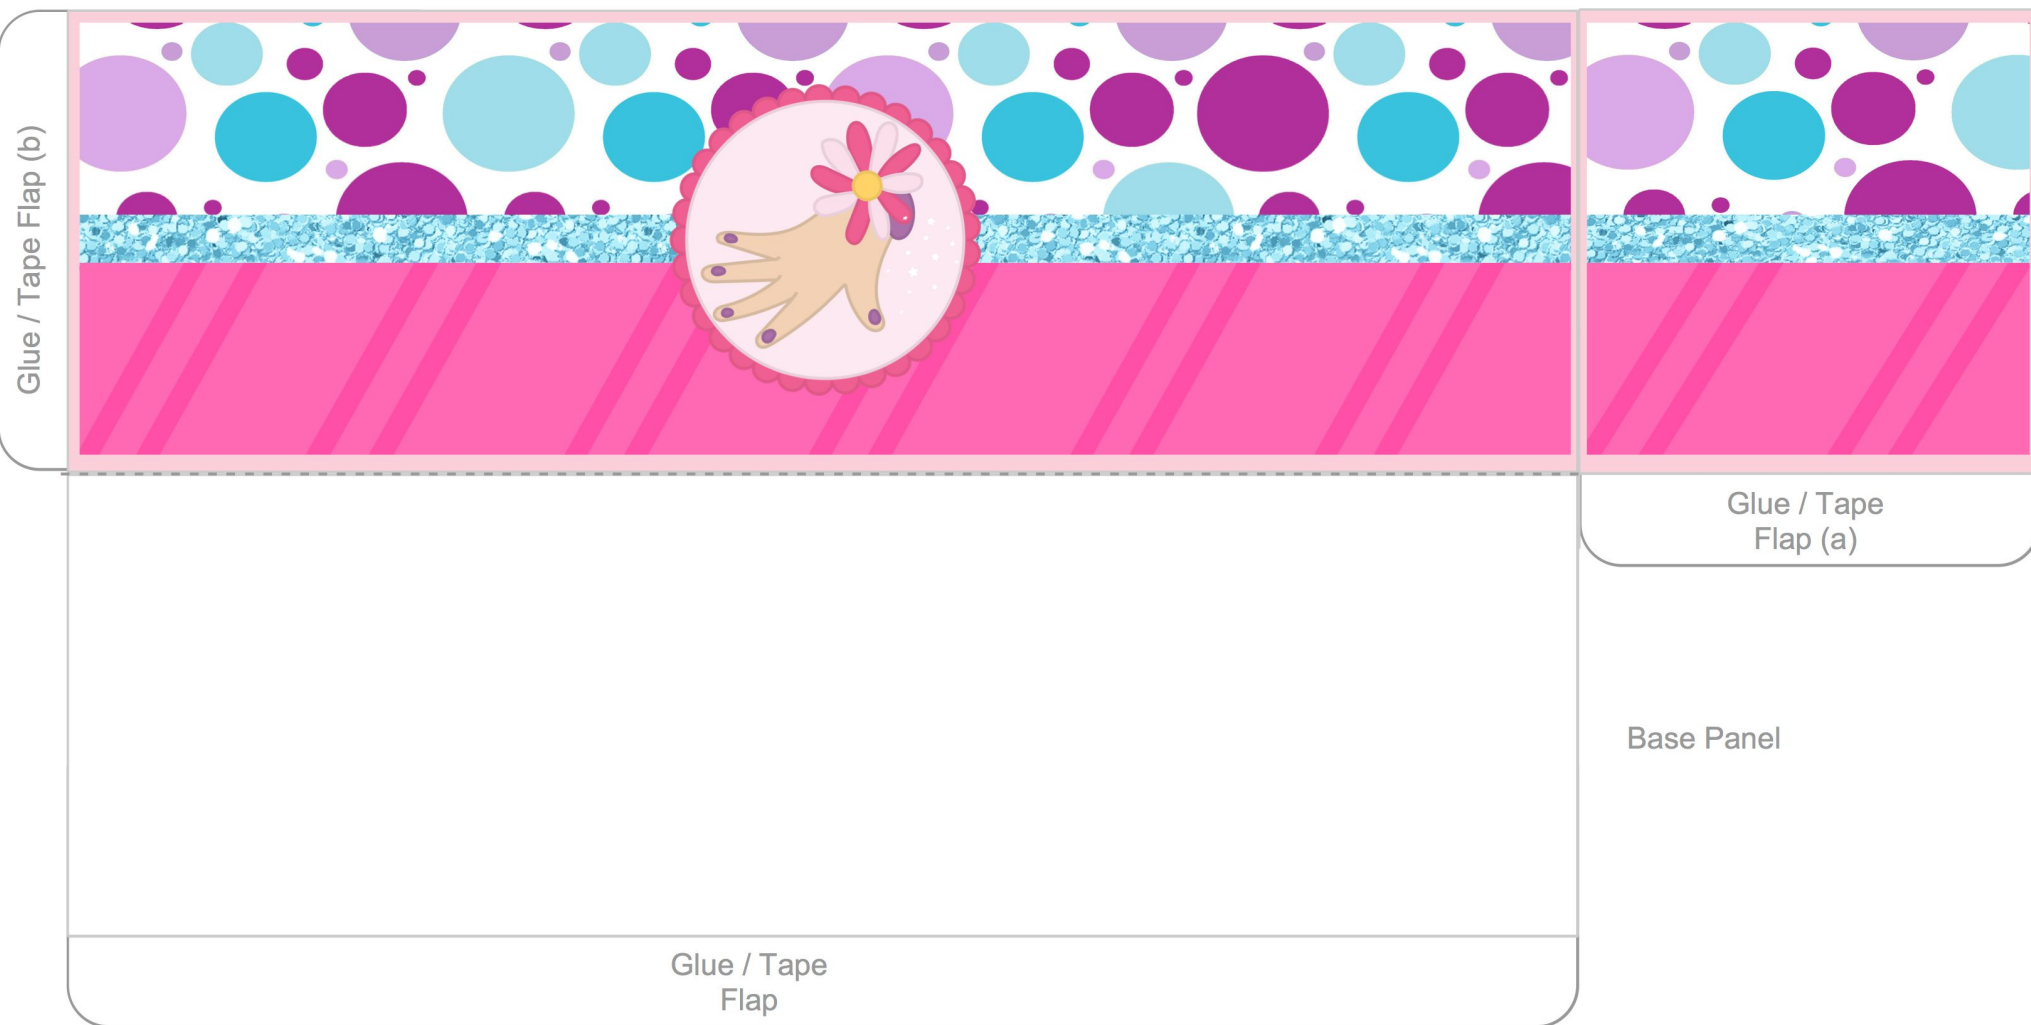 Glue / Tape Flap (b)
Glue / Tape
Flap (a)
Base Panel
Glue / Tape
Flap